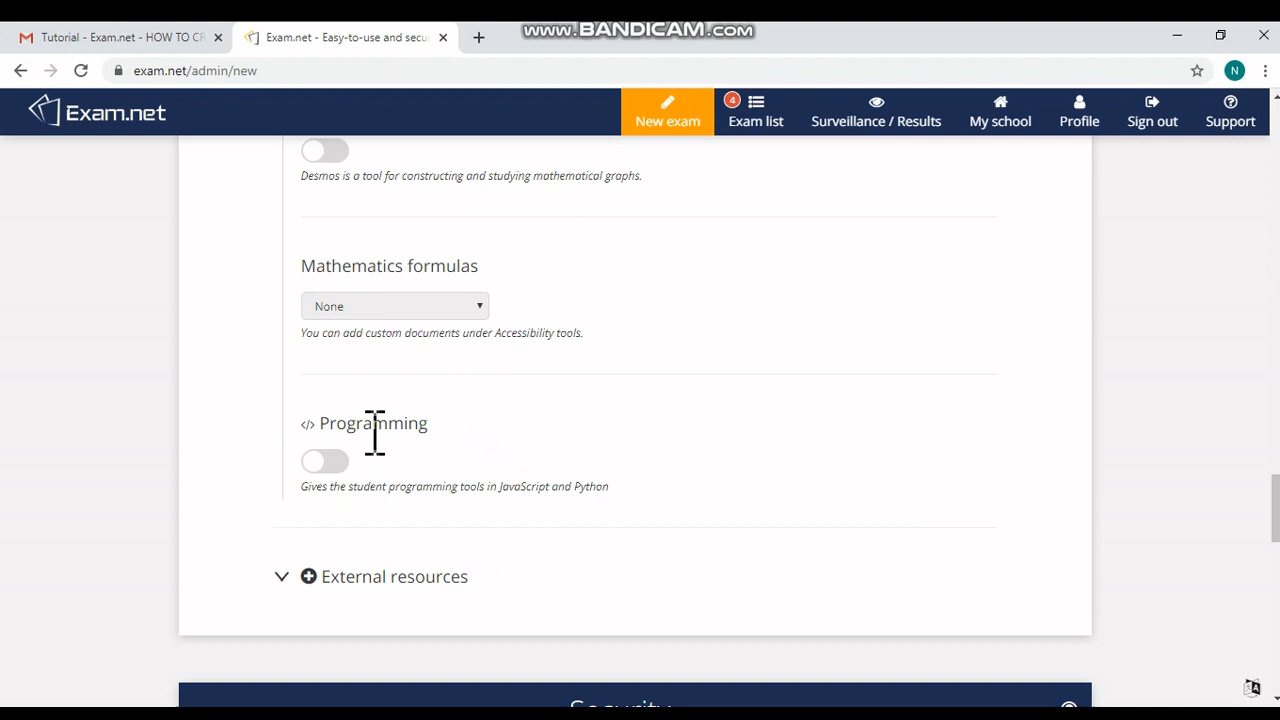 www.BANDICAM.com
Tutorial - Exam.net - HOW TO CR
Exam.net - Easy-to-use and secu
exam.net/admin/new
N
Exam.net
New exam
4
Exam list
Surveillance / Results
My school
Profile
Sign out
Support
Desmos is a tool for constructing and studying mathematical graphs.
Mathematics formulas
None
You can add custom documents under Accessibility tools.
</> Programming
Gives the student programming tools in JavaScript and Python
External resources
Security